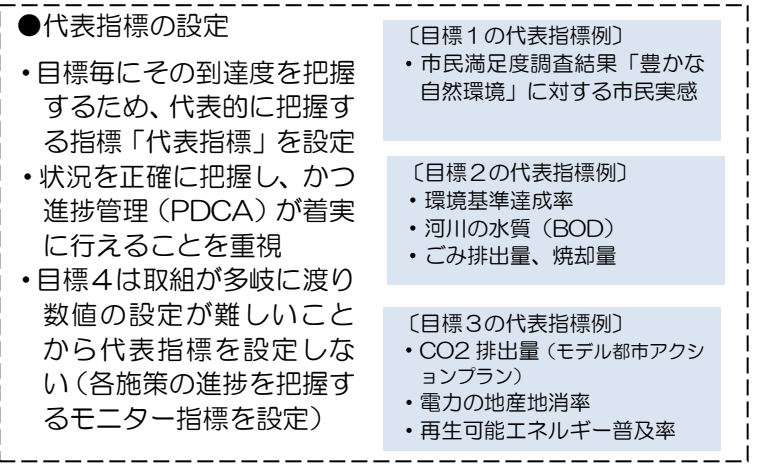 ●代表指標の設定
・目標毎にその到達度を把握
するため、代表的に把握す
る指標「代表指標」を設定
・状況を正確に把握し、かつ
進捗管理（PDCA）が着実
に行えることを重視
・目標４は取組が多岐に渡り
数値の設定が難しいこと
から代表指標を設定しな
い（各施策の進捗を把握す
るモニター指標を設定）
〔目標１の代表指標例〕
・市民満足度調査結果「豊かな
自然環境」に対する市民実感
〔目標２の代表指標例〕
・環境基準達成率
・河川の水質（BOD）
・ごみ排出量、焼却量
〔目標３の代表指標例〕
・CO2 排出量（モデル都市アクシ
ョンプラン）
・電力の地産地消率
・再生可能エネルギー普及率